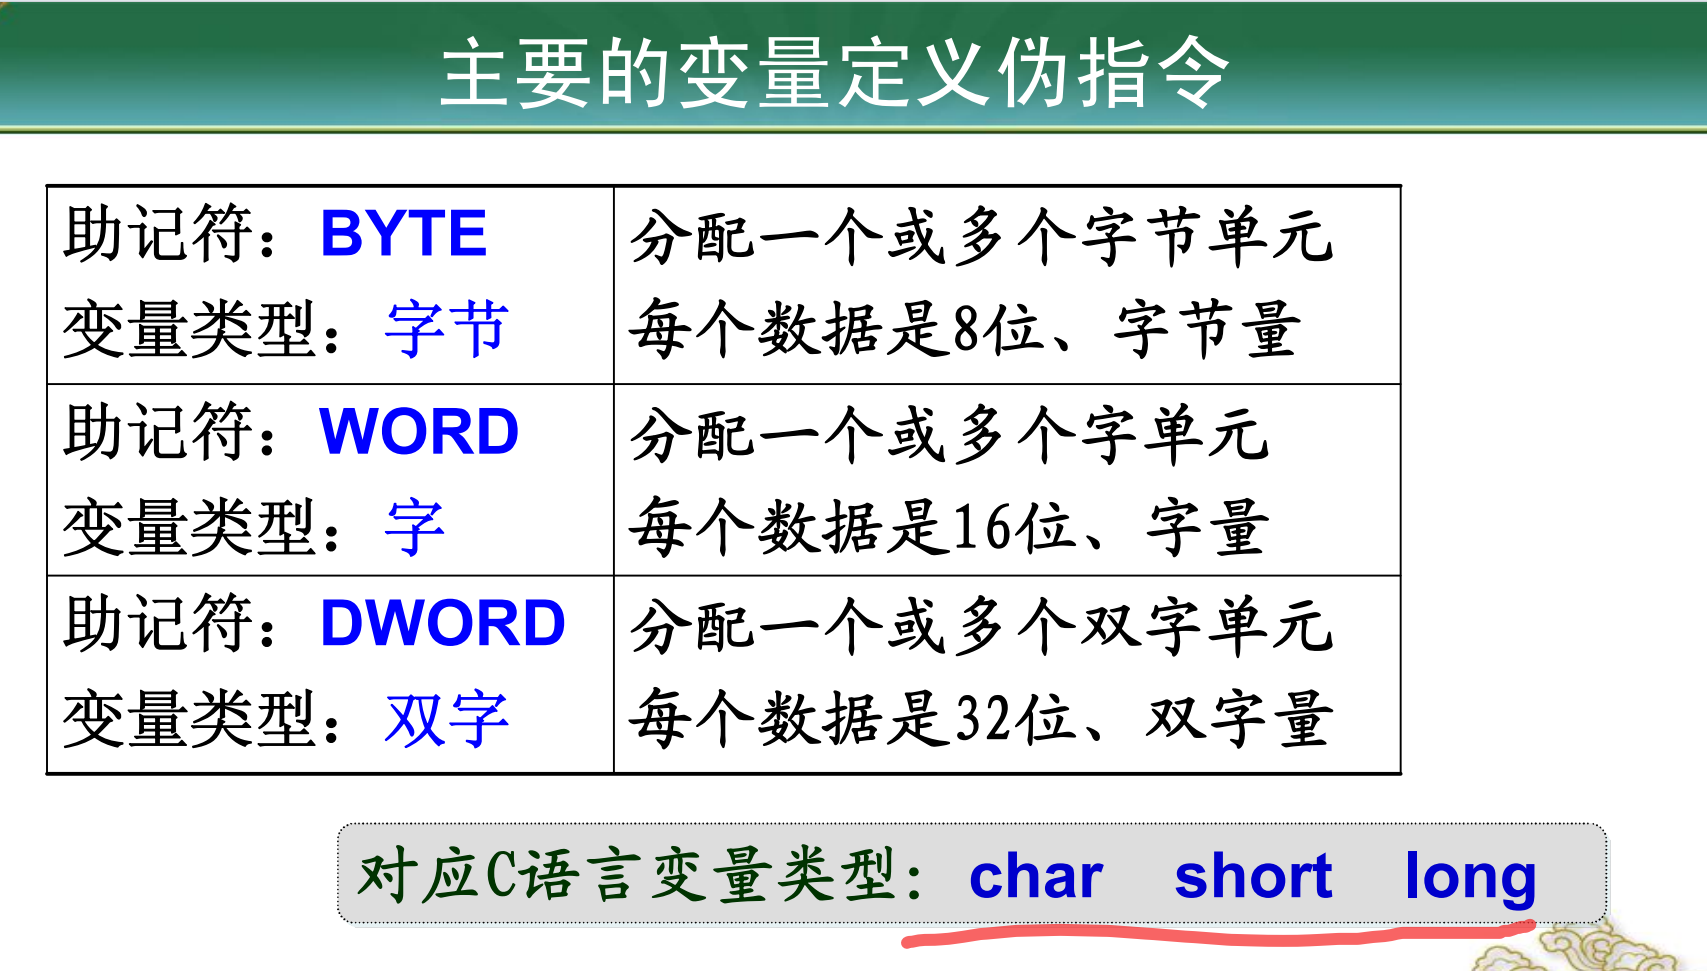 主要的变量定义伪指令
助记符：BYTE
变量类型：字节
分配一个或多个字节单元
每个数据是8位、字节量
助记符：WORD
变量类型：字
分配一个或多个字单元
每个数据是16位、字量
助记符：DWORD
变量类型：双字
分配一个或多个双字单元
每个数据是32位、双字量
对应C语言变量类型：char short long